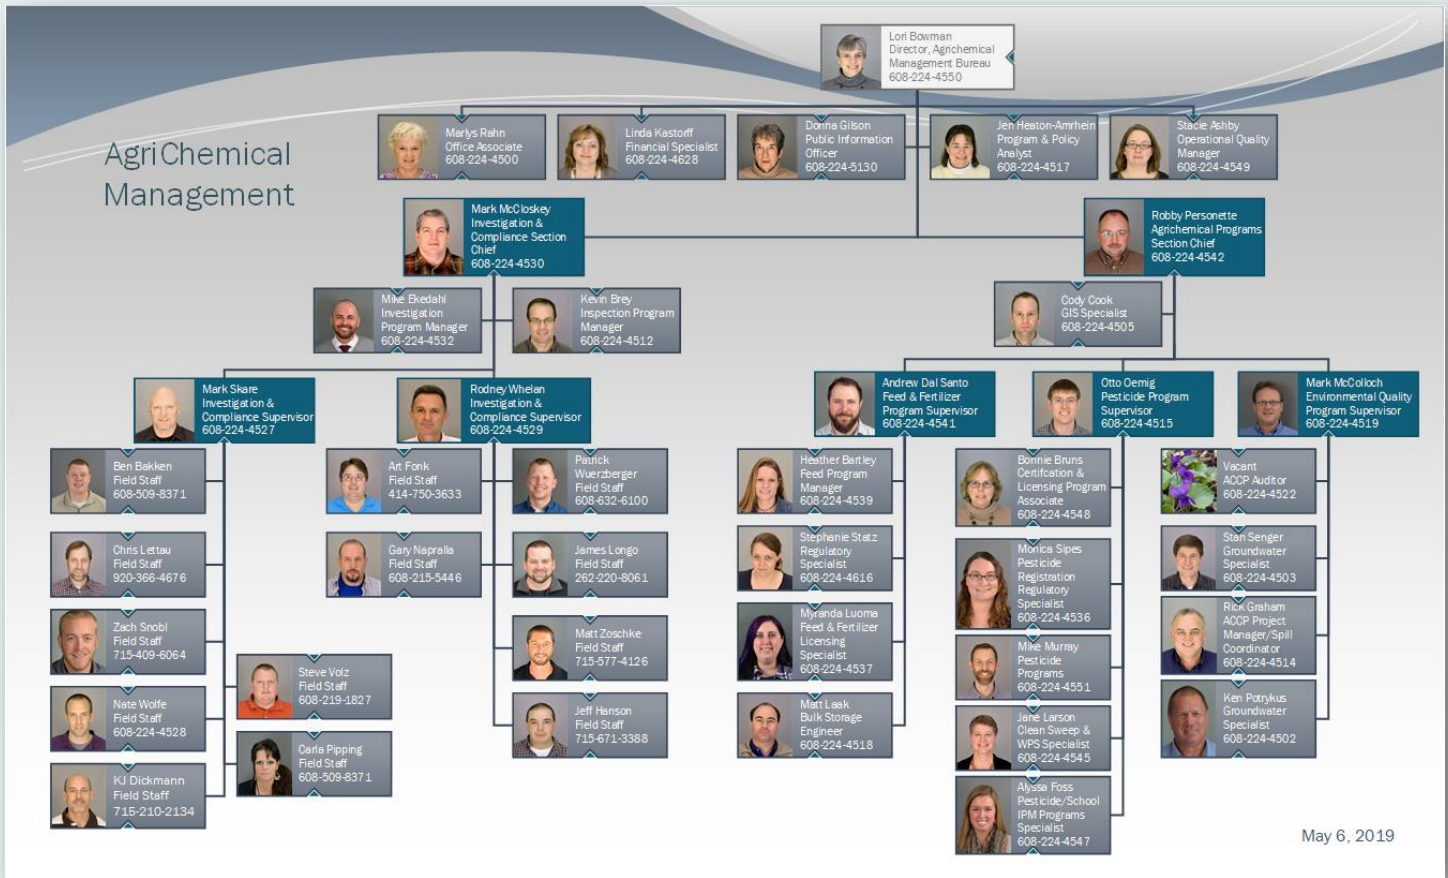 Lori Bowman
Director, Agrichemical
Management Bureau
608-224-4550
Marlys Rahn
Office Associate
608-224-4500
Linda Kastorff
Financial Specialist
608-224-4628
Donna Gilson
Public Information
Officer
608-224-5130
Jen Heaton-Amrhein
Program & Policy
Analyst
608-224-4517
Stacie Ashby
Operational Quality
Manager
608-224-4549
AgriChemical
Management
Mark McCloskey
Investigation &
Compliance Section
Chief
608-224-4530
Robby Personette
Agrichemical Programs
Section Chief
608-224-4542
Mike Ekedahl
Investigation
Program Manager
608-224-4532
Kevin Brey
Inspection Program
Manager
608-224-4512
Cody Cook
GIS Specialist
608-224-4505
Mark Skare
Investigation &
Compliance Supervisor
608-224-4527
Rodney Whelan
Investigation &
Compliance Supervisor
608-224-4529
Andrew Dal Santo
Feed & Fertilizer
Program Supervisor
608-224-4541
Otto Oemig
Pesticide Program
Supervisor
608-224-4515
Mark McColloch
Environmental Quality
Program Supervisor
608-224-4519
Ben Bakken
Field Staff
608-509-8371
Chris Lettau
Field Staff
920-366-4676
Zach Snobl
Field Staff
715-409-6064
Nate Wolfe
Field Staff
608-224-4528
KJ Dickmann
Field Staff
715-210-2134
Steve Volz
Field Staff
608-219-1827
Carla Pipping
Field Staff
608-509-8371
Art Fonk
Field Staff
414-750-3633
Gary Napralla
Field Staff
608-215-5446
Patrick
Wuerzberger
Field Staff
608-632-6100
James Longo
Field Staff
262-220-8061
Matt Zoschke
Field Staff
715-577-4126
Jeff Hanson
Field Staff
715-671-3388
Heather Bartley
Feed Program
Manager
608-224-4539
Stephanie Statz
Regulatory
Specialist
608-224-4616
Myranda Luoma
Feed & Fertilizer
Licensing
Specialist
608-224-4537
Matt Laak
Bulk Storage
Engineer
608-224-4518
Bonnie Bruns
Certifcation &
Licensing Program
Associate
608-224-4548
Monica Sipes
Pesticide
Registration
Regulatory
Specialist
608-224-4536
Mike Murray
Pesticide
Programs
608-224-4551
Jane Larson
Clean Sweep &
WPS Specialist
608-224-4545
Alyssa Foss
Pesticide/School
IPM Programs
Specialist
608-224-4547
Vacant
ACCP Auditor
608-224-4522
Stan Senger
Groundwater
Specialist
608-224-4503
Rick Graham
ACCP Project
Manager/Spill
Coordinator
608-224-4514
Ken Potrykus
Groundwater
Specialist
608-224-4502
May 6, 2019